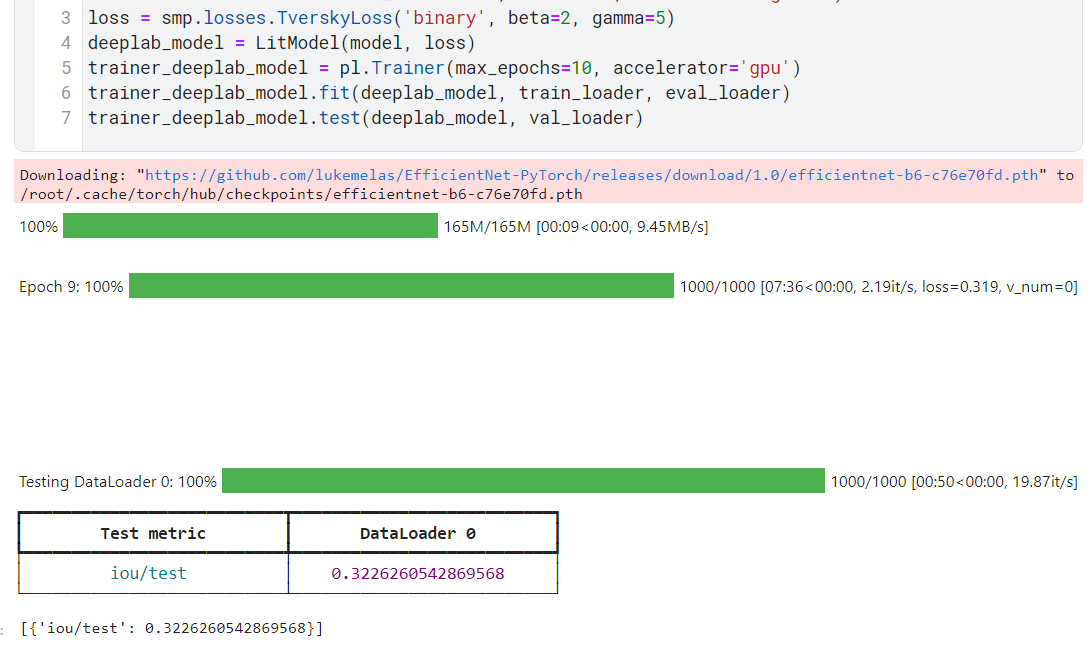 3 loss = smp.losses.TverskyLoss('binary', beta=2, gamma=5)
4 deeplab_model = LitModel(model, loss)
5 trainer_deeplab_model = pl.Trainer(max_epochs=10, accelerator='gpu')
6 trainer_deeplab_model.fit(deeplab_model, train_loader, eval_loader)
7 trainer_deeplab_model.test(deeplab_model, val_loader)
Downloading: "https://github.com/lukemelas/EfficientNet-PyTorch/releases/download/1.0/efficientnet-b6-c76e70fd.pth" to
/root/.cache/torch/hub/checkpoints/efficientnet-b6-c76e70fd.pth
100% 165M/165M [00:09<00:00, 9.45MB/s]
Epoch 9: 100% 1000/1000 [07:36<00:00, 2.19it/s, loss=0.319, v_num=0]
Testing DataLoader 0: 100% 1000/1000 [00:50<00:00, 19.87it/s]
Test metric DataLoader 0
iou/test 0.3226260542869568
[{'iou/test': 0.3226260542869568}]